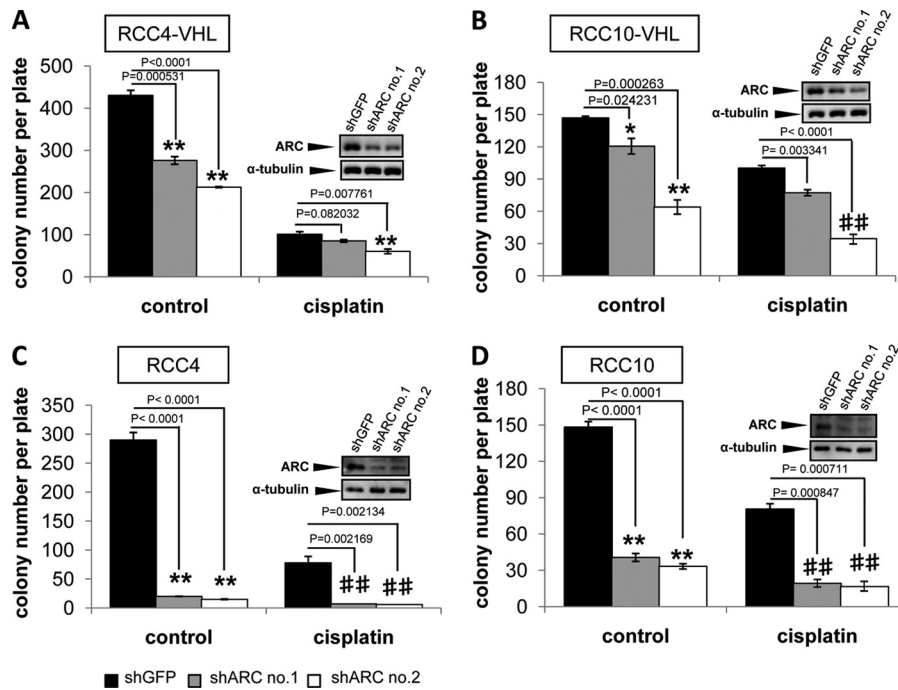 A
RCC4-VHL
colony number per plate
500
400
300
200
100
0
P<0.0001
P=0.000531
**
**
shGFP
shARC no.1
shARC no.2
ARC
α-tubulin
P=0.007761
P=0.082032
**
control
cisplatin
B
RCC10-VHL
colony number per plate
180
150
120
90
60
30
0
P=0.000263
P=0.024231
*
**
shGFP
shARC no.1
shARC no.2
ARC
α-tubulin
P< 0.0001
P= 0.003341
##
control
cisplatin
C
RCC4
colony number per plate
350
300
250
200
150
100
50
0
P< 0.0001
P< 0.0001
**
**
shGFP
shARC no.1
shARC no.2
ARC
α-tubulin
P=0.002134
P=0.002169
##
##
control
cisplatin
D
RCC10
colony number per plate
180
150
120
90
60
30
0
P< 0.0001
P< 0.0001
**
**
shGFP
shARC no.1
shARC no.2
ARC
α-tubulin
P= 0.000711
P= 0.000847
##
##
control
cisplatin
shGFP shARC no.1 shARC no.2